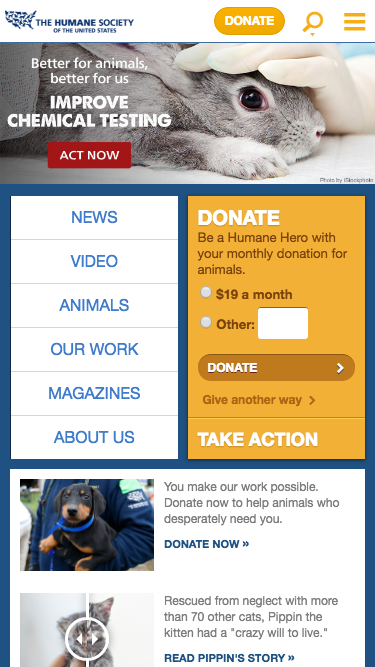 THE HUMANE SOCIETY
OF THE UNITED STATES
DONATE
Better for animals,
better for us
IMPROVE
CHEMICAL TESTING
ACT NOW
Photo by iStockphoto
NEWS
VIDEO
ANIMALS
OUR WORK
MAGAZINES
ABOUT US
DONATE
Be a Humane Hero with
your monthly donation for
animals.
$19 a month
Other:
DONATE
Give another way
TAKE ACTION
You make our work possible.
Donate now to help animals who
desperately need you.
DONATE NOW »
Rescued from neglect with more
than 70 other cats, Pippin the
kitten had a "crazy will to live."
READ PIPPIN'S STORY »